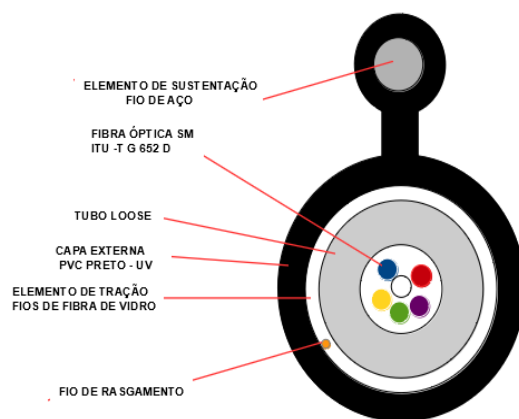 ELEMENTO DE SUSTENTAÇÃO
FIO DE AÇO
FIBRA ÓPTICA SM
ITU -T G 652 D
TUBO LOOSE
CAPA EXTERNA
PVC PRETO - UV
ELEMENTO DE TRAÇÃO
FIOS DE FIBRA DE VIDRO
FIO DE RASGAMENTO